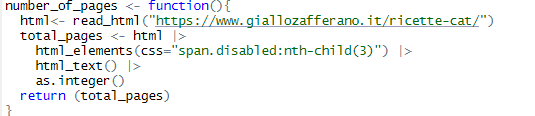 number_of_pages <- function(){
html<- read_html("https://www.giallozafferano.it/ricette-cat/")
total_pages <- html |>
html_elements(css="span.disabled:nth-child(3)") |>
html_text() |>
as.integer()
return (total_pages)
}